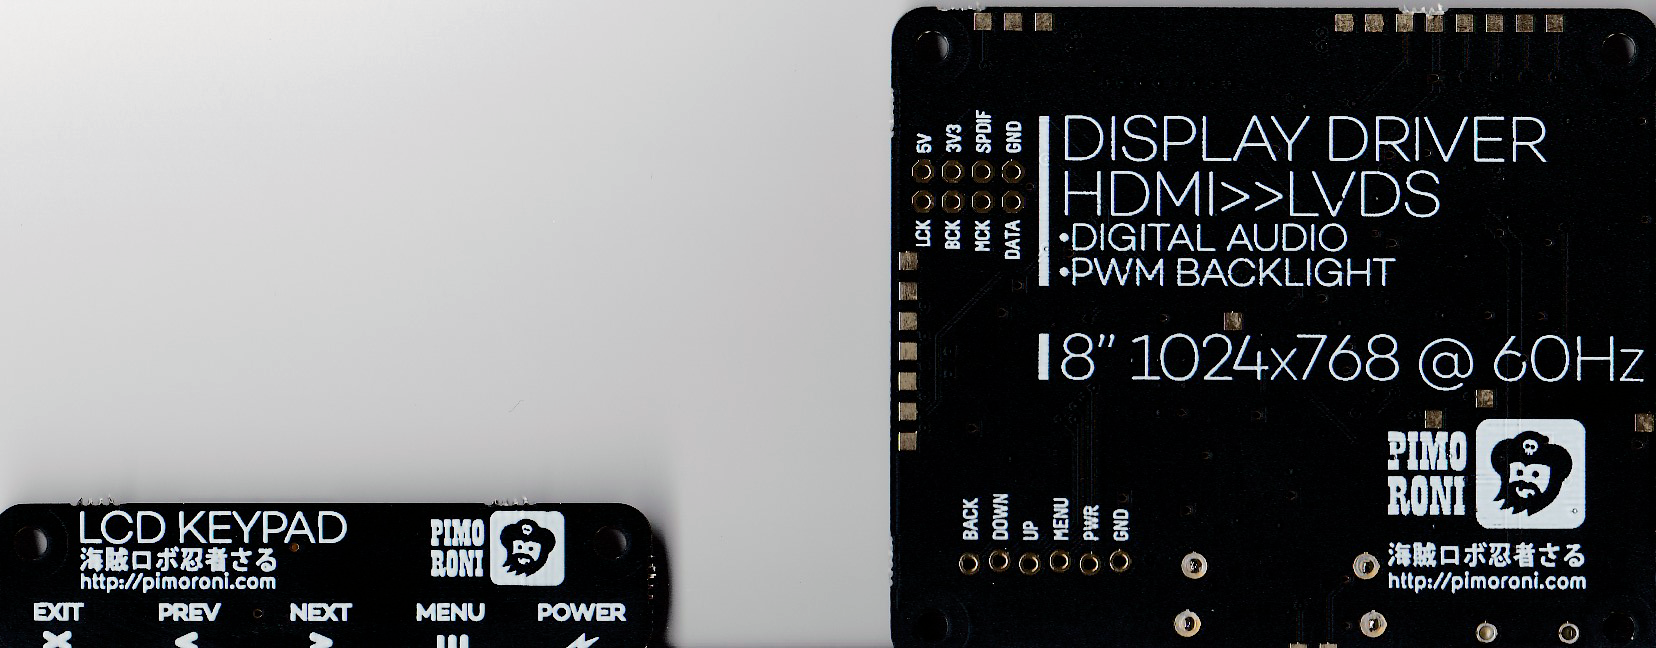 LCD KEYPAD
海賊ロボ忍者さる
http://pimoroni.com
PIMO
RONI
EXIT PREV NEXT MENU POWER
5V 3V3 SPDIF GND
LCK BCK MCK DATA
DISPLAY DRIVER
HDMI>>LVDS
•DIGITAL AUDIO
•PWM BACKLIGHT
8” 1024x768 @ 60Hz
PIMO
RONI
海賊ロボ忍者さる
http://pimoroni.com
BACK DOWN UP MENU PWR GND